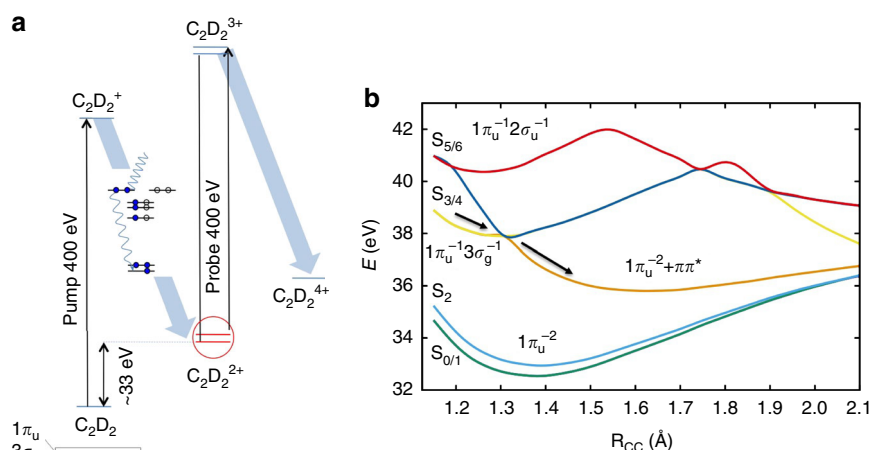 a
C₂D₂³⁺
C₂D₂⁺
Pump 400 eV
Probe 400 eV
C₂D₂⁴⁺
~33 eV
C₂D₂²⁺
C₂D₂
1πᵤ
b
E (eV)
42
40
38
36
34
32
S₅/₆
1πᵤ⁻¹2σᵤ⁻¹
S₃/₄
1πᵤ⁻¹3σg⁻¹
1πᵤ⁻²+ππ*
S₂
1πᵤ⁻²
S₀/₁
1.2 1.3 1.4 1.5 1.6 1.7 1.8 1.9 2.0 2.1
R_CC (Å)